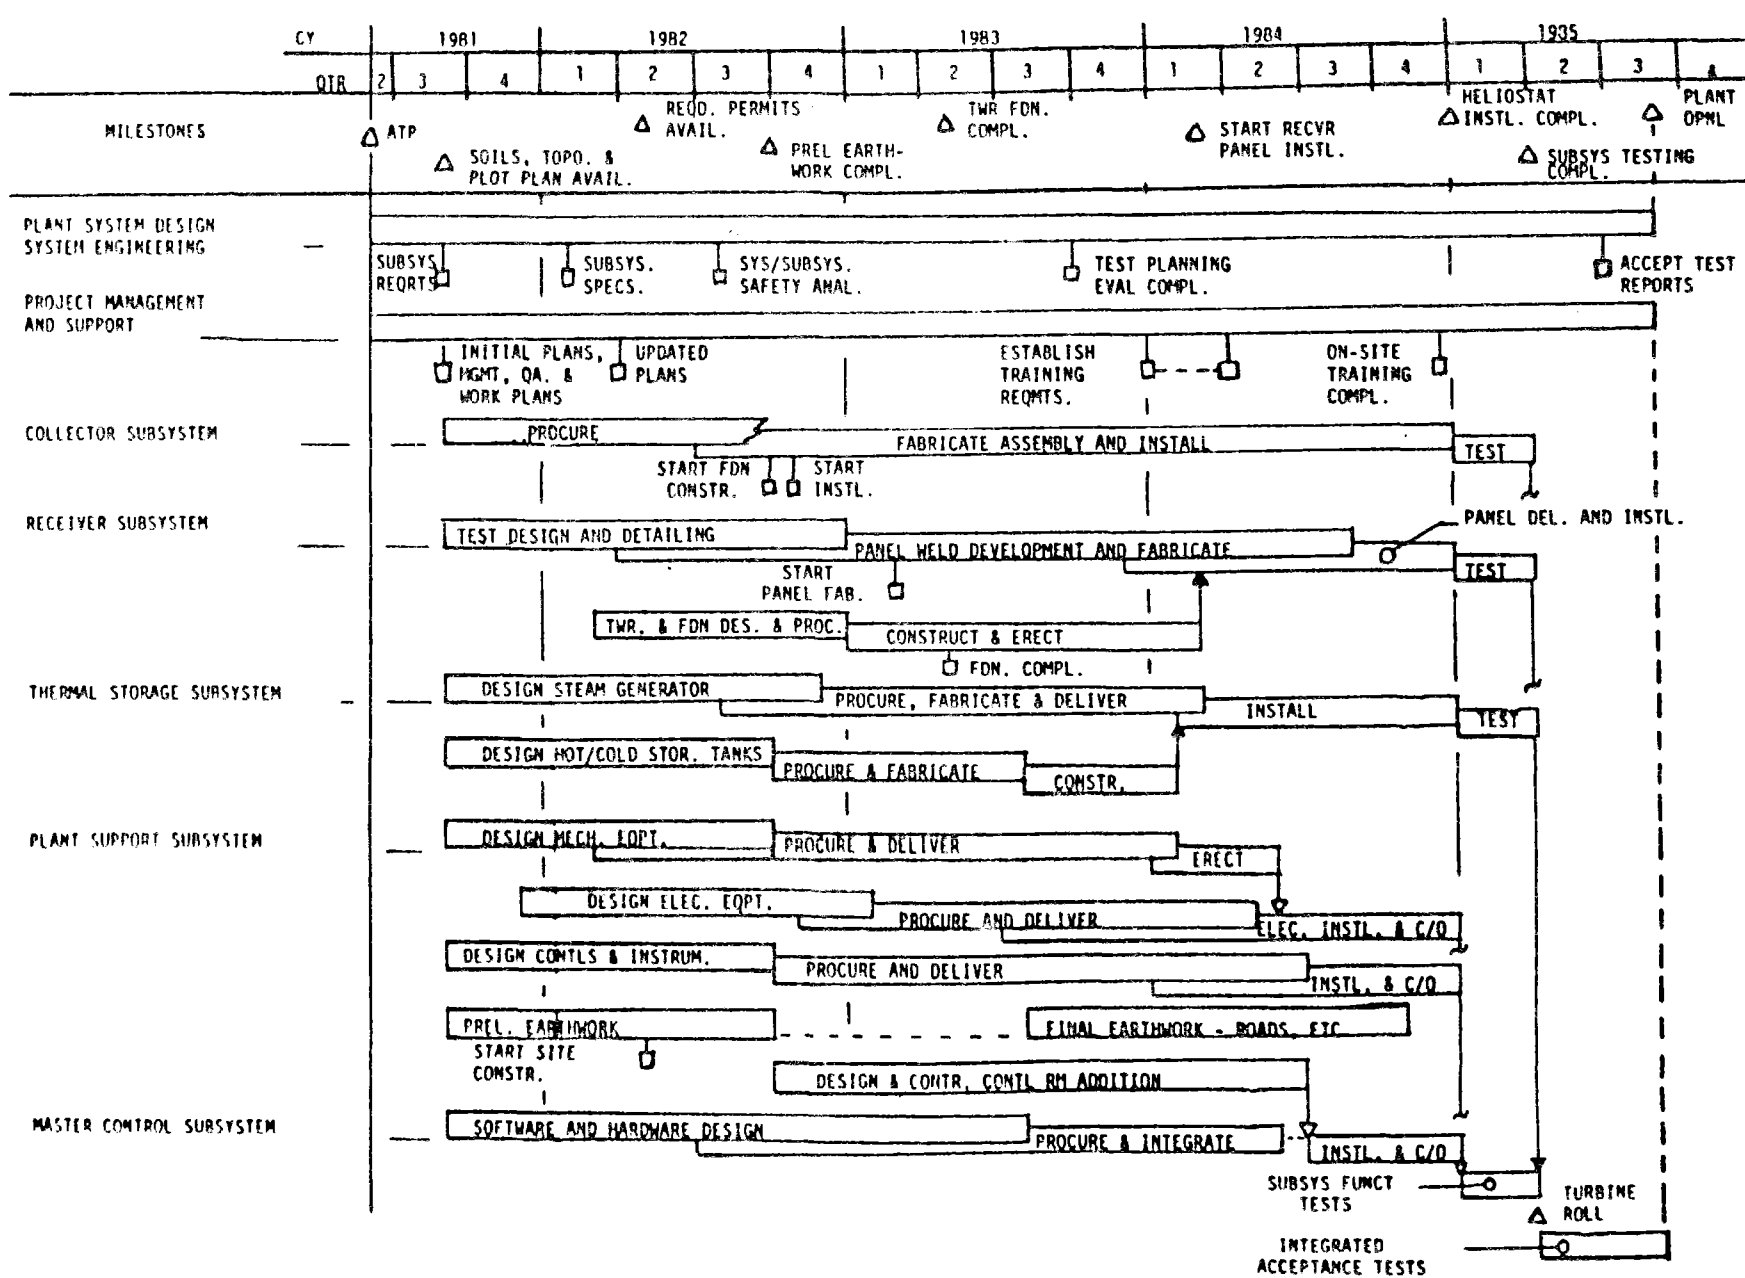 CY 1981 1982 1983 1984 1935
QTR 2 3 4 1 2 3 4 1 2 3 4 1 2 3 4 1 2 3 4
MILESTONES
ATP
SOILS, TOPO. &
PLOT PLAN AVAIL.
REQD. PERMITS
AVAIL.
PREL EARTH-
WORK COMPL.
TWR FDN.
COMPL.
START RECVR
PANEL INSTL.
HELIOSTAT
INSTL. COMPL.
SUBSYS TESTING
COMPL.
PLANT
OPNL
PLANT SYSTEM DESIGN
SYSTEM ENGINEERING
SUBSYS
REQRTS
SUBSYS.
SPECS.
SYS/SUBSYS.
SAFETY ANAL.
TEST PLANNING
EVAL COMPL.
ACCEPT TEST
REPORTS
PROJECT MANAGEMENT
AND SUPPORT
INITIAL PLANS,
MGMT, QA. &
WORK PLANS
UPDATED
PLANS
ESTABLISH
TRAINING
REQMTS.
ON-SITE
TRAINING
COMPL.
COLLECTOR SUBSYSTEM
PROCURE
FABRICATE ASSEMBLY AND INSTALL
TEST
START FDN
CONSTR.
START
INSTL.
RECEIVER SUBSYSTEM
TEST DESIGN AND DETAILING
PANEL WELD DEVELOPMENT AND FABRICATE
PANEL DEL. AND INSTL.
TEST
START
PANEL FAB.
TWR. & FDN DES. & PROC.
CONSTRUCT & ERECT
FDN. COMPL.
THERMAL STORAGE SUBSYSTEM
DESIGN STEAM GENERATOR
PROCURE, FABRICATE & DELIVER
INSTALL
TEST
DESIGN HOT/COLD STOR. TANKS
PROCURE & FABRICATE
CONSTR.
PLANT SUPPORT SUBSYSTEM
DESIGN MECH. EQPT.
PROCURE & DELIVER
ERECT
DESIGN ELEC. EQPT.
PROCURE AND DELIVER
ELEC. INSTL. & C/O
DESIGN CONTLS & INSTRUM.
PROCURE AND DELIVER
INSTL. & C/O
PREL. EARTHWORK
FINAL EARTHWORK - ROADS, ETC
START SITE
CONSTR.
DESIGN & CONTR, CONTL RM ADDITION
MASTER CONTROL SUBSYSTEM
SOFTWARE AND HARDWARE DESIGN
PROCURE & INTEGRATE
INSTL. & C/O
SUBSYS FUNCT
TESTS
TURBINE
ROLL
INTEGRATED
ACCEPTANCE TESTS